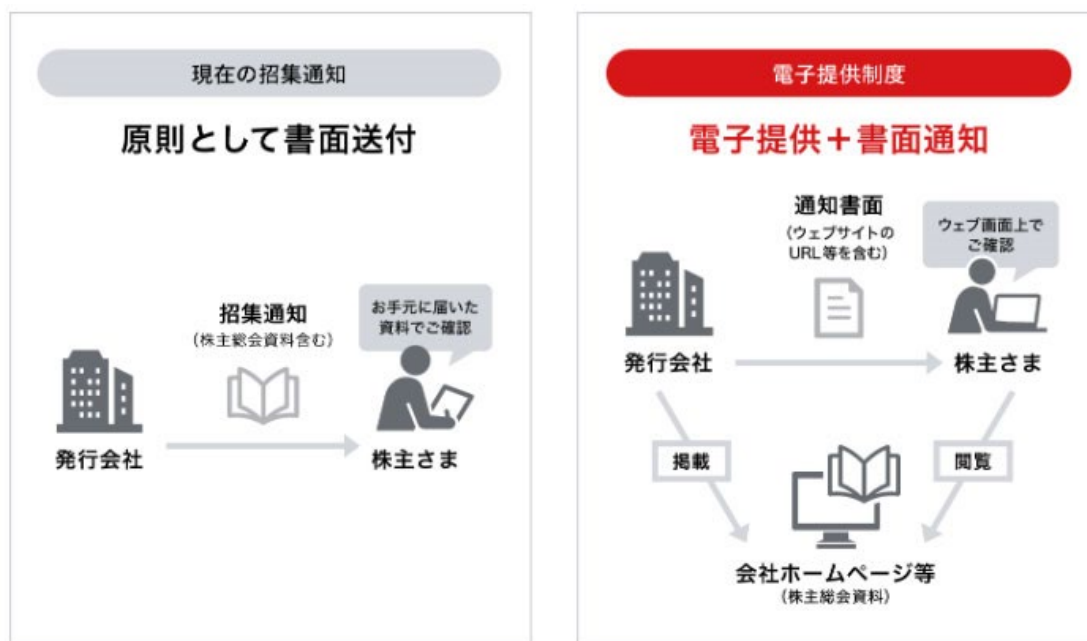 現在の招集通知
原則として書面送付
招集通知
(株主総会資料含む)
お手元に届いた
資料でご確認
発行会社
株主さま
電子提供制度
電子提供+書面通知
通知書面
(ウェブサイトの
URL等を含む)
ウェブ画面上で
ご確認
発行会社
株主さま
掲載
閲覧
会社ホームページ等
(株主総会資料)